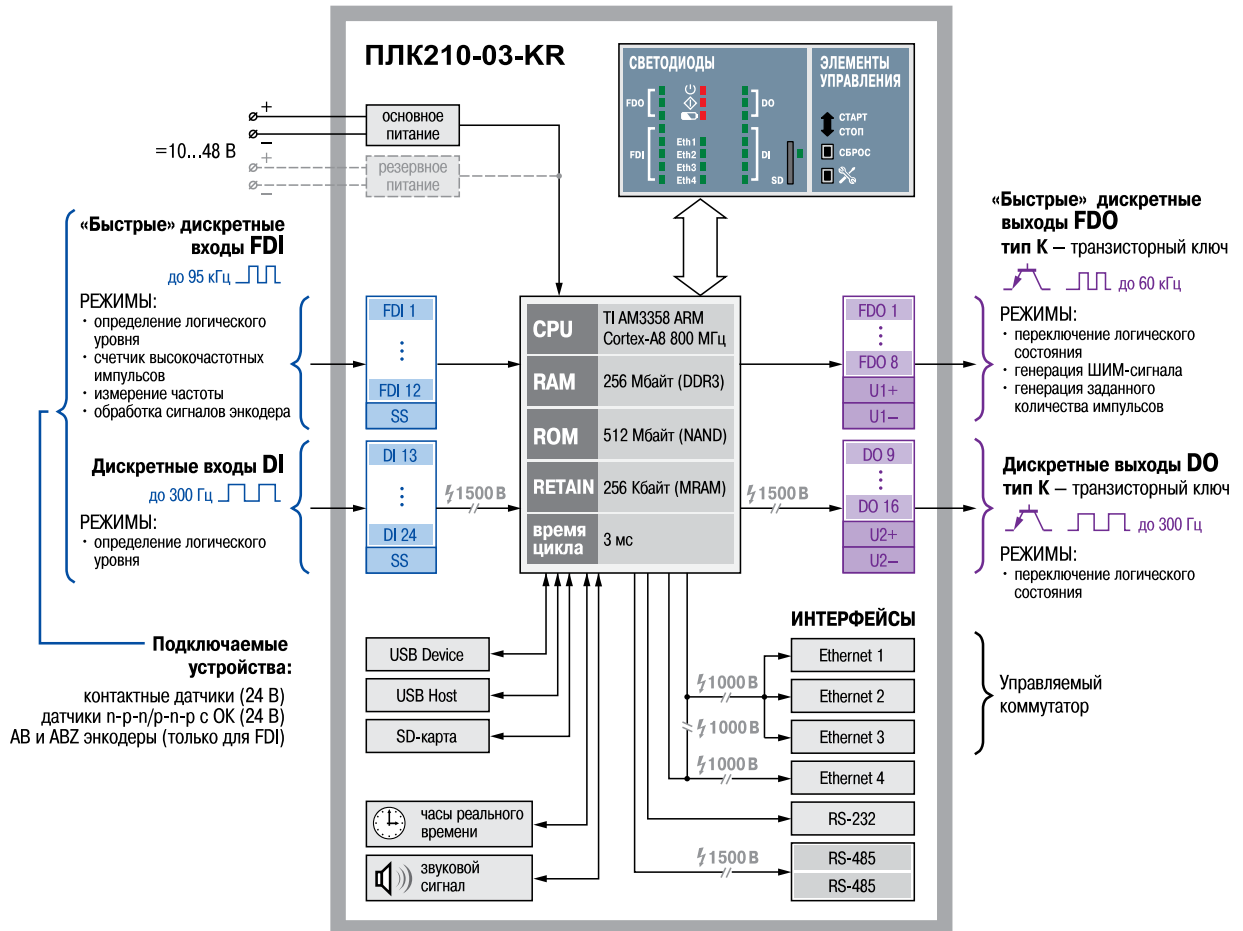 ПЛК210-03-KR
СВЕТОДИОДЫ
FDO
DO
FDI
Eth1
Eth2
Eth3
Eth4
DI
SD
ЭЛЕМЕНТЫ
УПРАВЛЕНИЯ
СТАРТ
СТОП
СБРОС
+
−
=10...48 В
+
−
основное
питание
резервное
питание
«Быстрые» дискретные
входы FDI
до 95 кГц
РЕЖИМЫ:
· определение логического
уровня
· счетчик высокочастотных
импульсов
· измерение частоты
· обработка сигналов энкодера
Дискретные входы DI
до 300 Гц
РЕЖИМЫ:
· определение логического
уровня
Подключаемые
устройства:
контактные датчики (24 В)
датчики n-p-n/p-n-p с ОК (24 В)
AB и ABZ энкодеры (только для FDI)
FDI 1
⋮
FDI 12
SS
DI 13
⋮
DI 24
SS
1500 В
CPU
TI AM3358 ARM
Cortex-A8 800 МГц
RAM
256 Мбайт (DDR3)
ROM
512 Мбайт (NAND)
RETAIN
256 Кбайт (MRAM)
время
цикла
3 мс
1500 В
FDO 1
⋮
FDO 8
U1+
U1−
DO 9
⋮
DO 16
U2+
U2−
«Быстрые» дискретные
выходы FDO
тип К − транзисторный ключ
до 60 кГц
РЕЖИМЫ:
· переключение логического
состояния
· генерация ШИМ-сигнала
· генерация заданного
количества импульсов
Дискретные выходы DO
тип К − транзисторный ключ
до 300 Гц
РЕЖИМЫ:
· переключение логического
состояния
USB Device
USB Host
SD-карта
часы реального
времени
звуковой
сигнал
ИНТЕРФЕЙСЫ
1000 В
1000 В
1000 В
1500 В
Ethernet 1
Ethernet 2
Ethernet 3
Ethernet 4
RS-232
RS-485
RS-485
Управляемый
коммутатор